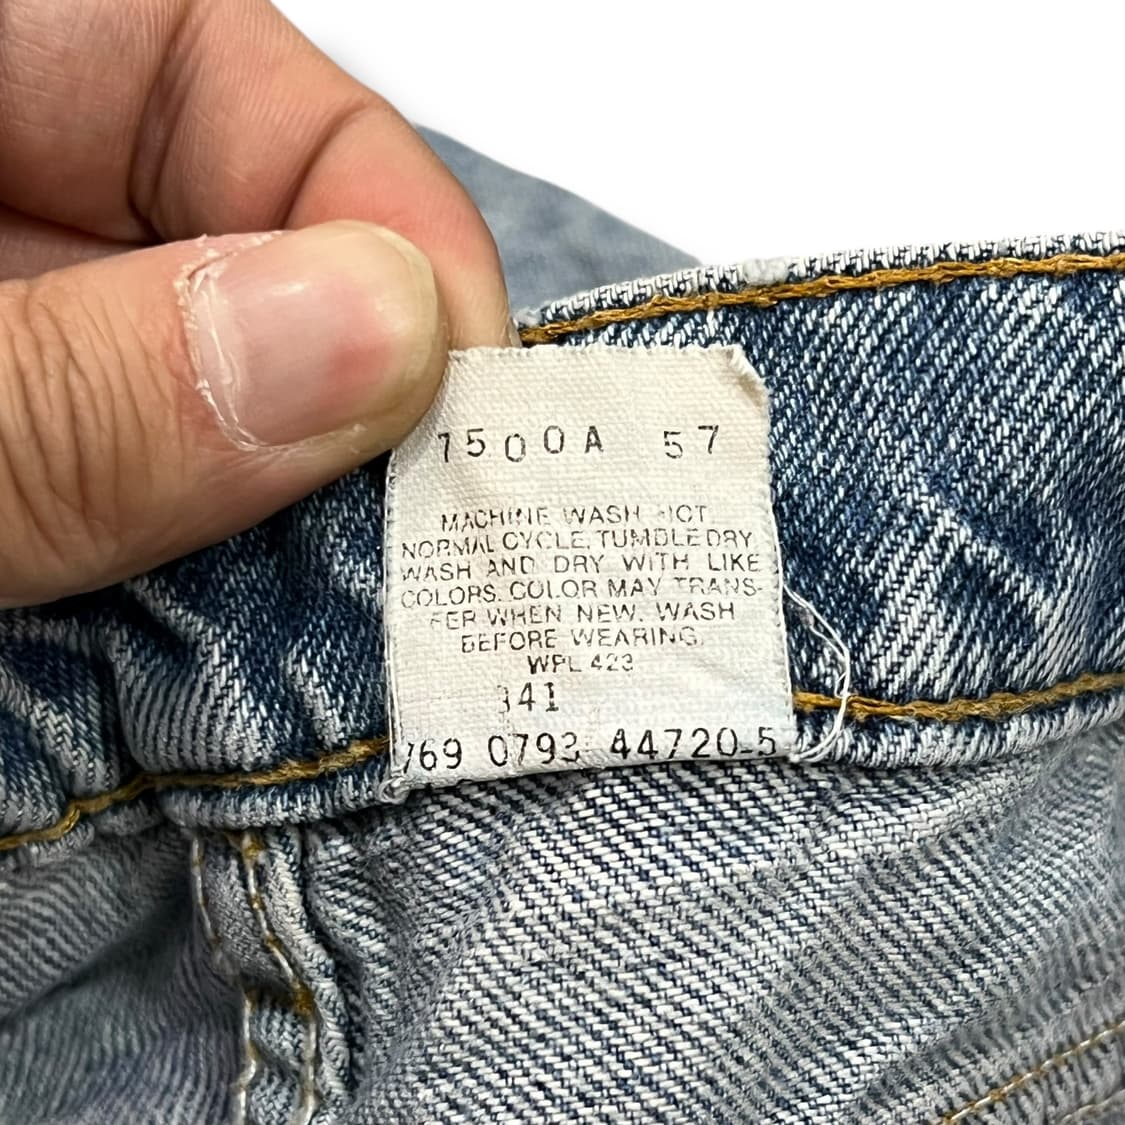 7500A 57
MACHINE WASH HOT
NORMAL CYCLE, TUMBLE DRY
WASH AND DRY WITH LIKE
COLORS. COLOR MAY TRANS-
FER WHEN NEW. WASH
BEFORE WEARING.
WPL 423
341
769 0793 44720-5